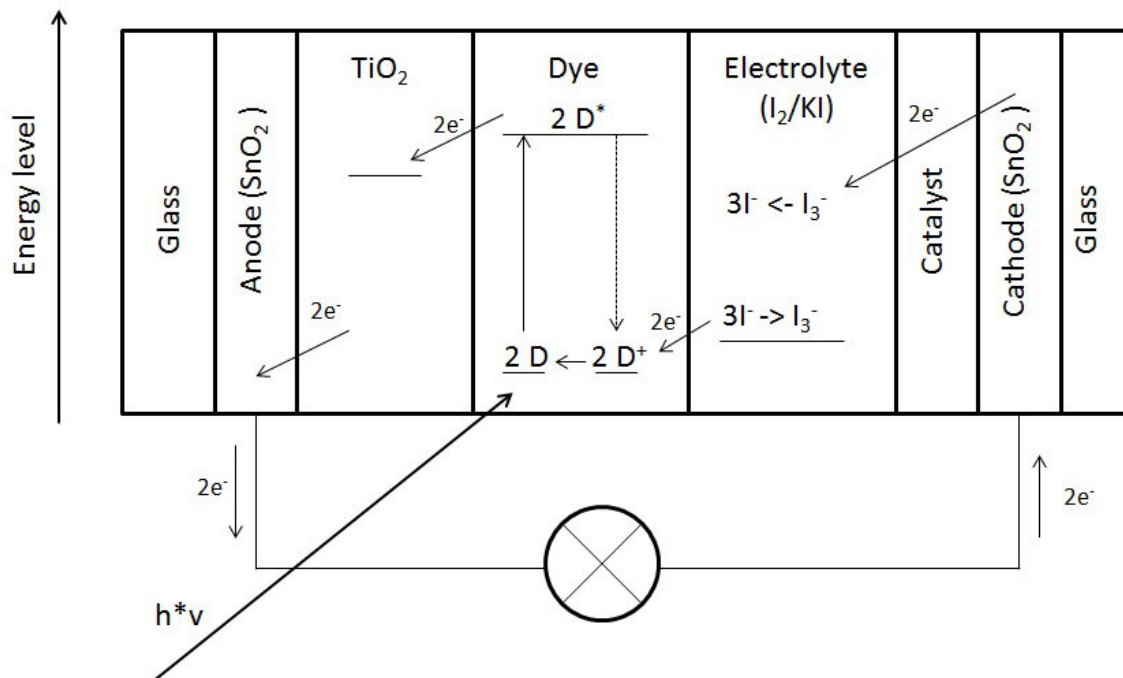 Energy level
Glass
Anode (SnO₂)
TiO₂
Dye
Electrolyte
(I₂/KI)
Catalyst
Cathode (SnO₂)
Glass
2e⁻
2 D*
2e⁻
3I⁻ <- I₃⁻
2e⁻
2e⁻
3I⁻ -> I₃⁻
2 D
2 D⁺
2e⁻
2e⁻
h*v